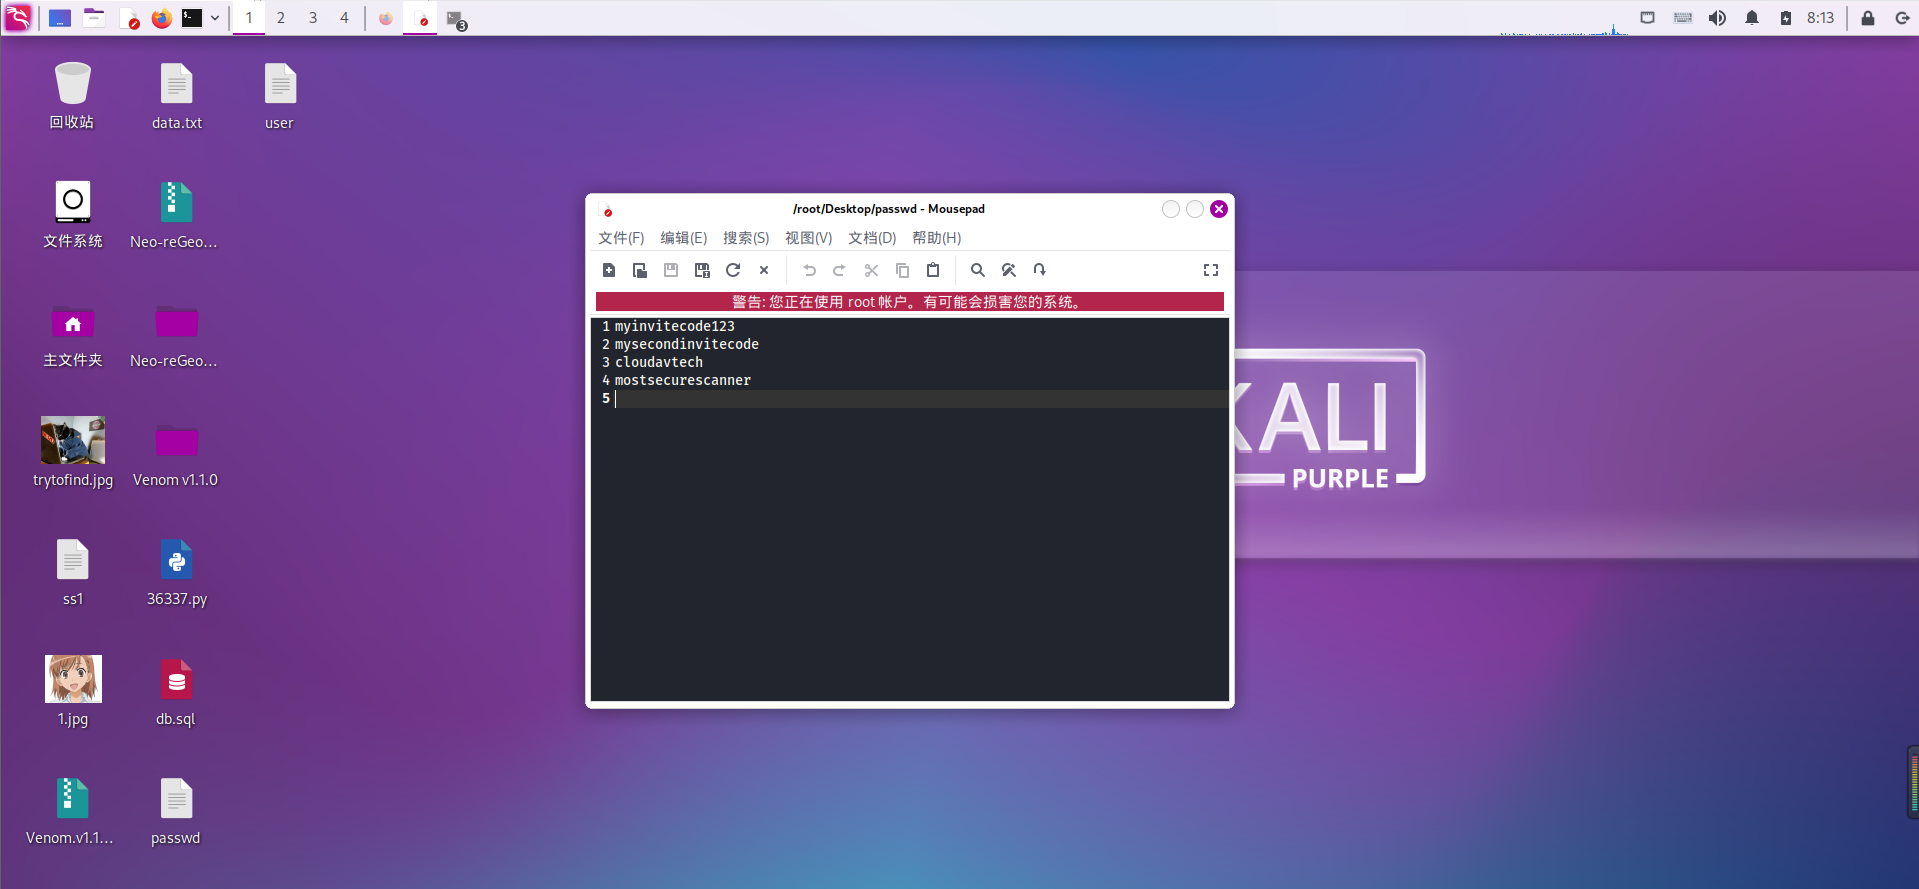 1 2 3 4 3 8:13
回收站 data.txt user
文件系统 Neo-reGeo...
主文件夹 Neo-reGeo...
trytofind.jpg Venom v1.1.0
ss1 36337.py
1.jpg db.sql
Venom.v1.1... passwd
/root/Desktop/passwd - Mousepad
文件(F) 编辑(E) 搜索(S) 视图(V) 文档(D) 帮助(H)
警告: 您正在使用 root 帐户。有可能会损害您的系统。
1 myinvitecode123
2 mysecondinvitecode
3 cloudavtech
4 mostsecurescanner
5
KALI
PURPLE